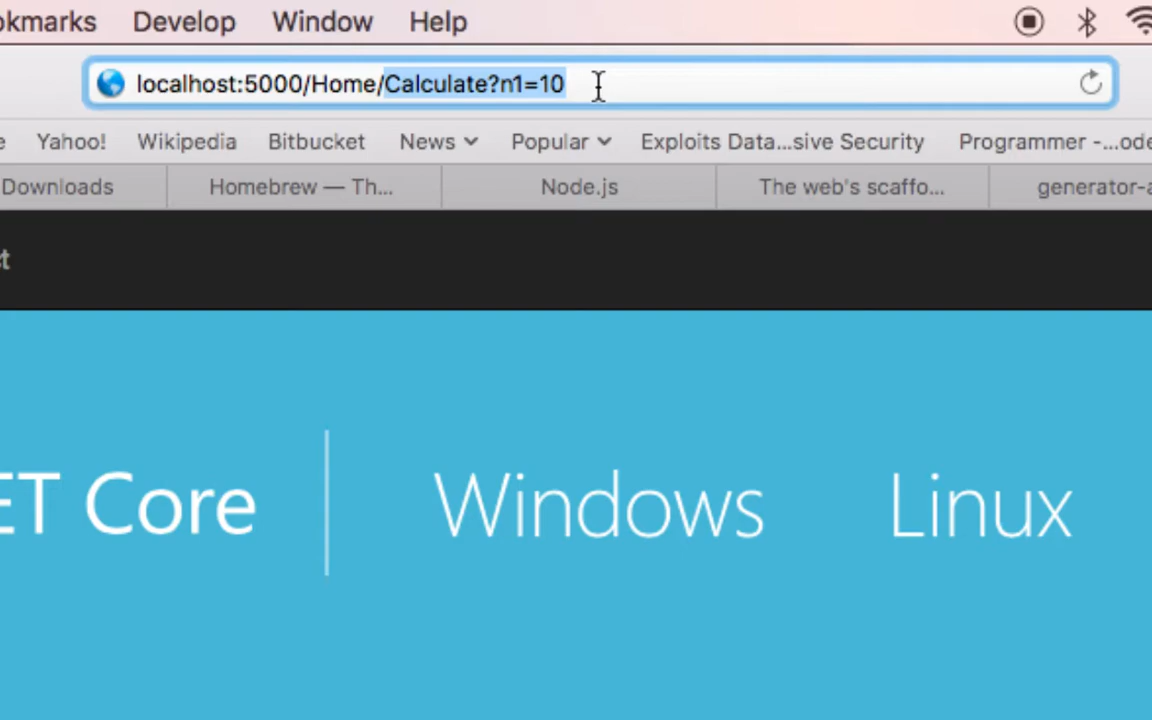 okmarks Develop Window Help
localhost:5000/Home/Calculate?n1=10
e Yahoo! Wikipedia Bitbucket News Popular Exploits Data...sive Security Programmer -...ode
Downloads Homebrew — Th... Node.js The web's scaffo... generator-a
t
ET Core Windows Linux